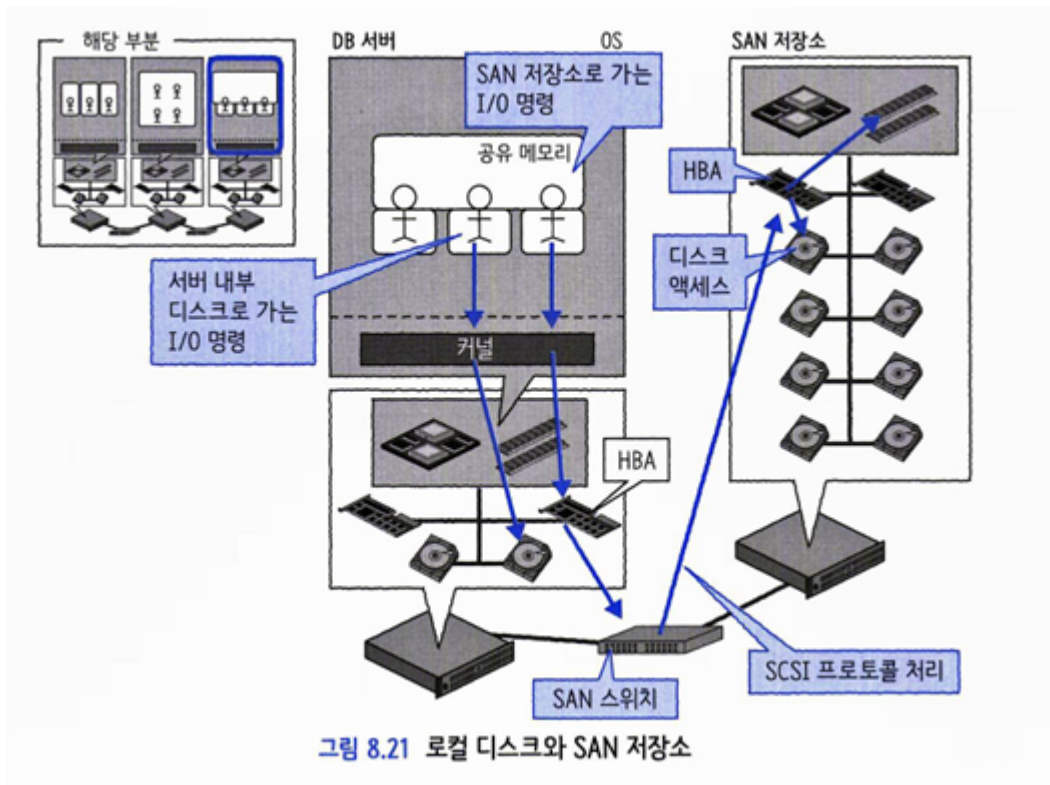 해당 부분
DB 서버
OS
SAN 저장소
SAN 저장소로 가는
I/O 명령
공유 메모리
HBA
디스크
액세스
서버 내부
디스크로 가는
I/O 명령
커널
HBA
SCSI 프로토콜 처리
SAN 스위치
그림 8.21 로컬 디스크와 SAN 저장소